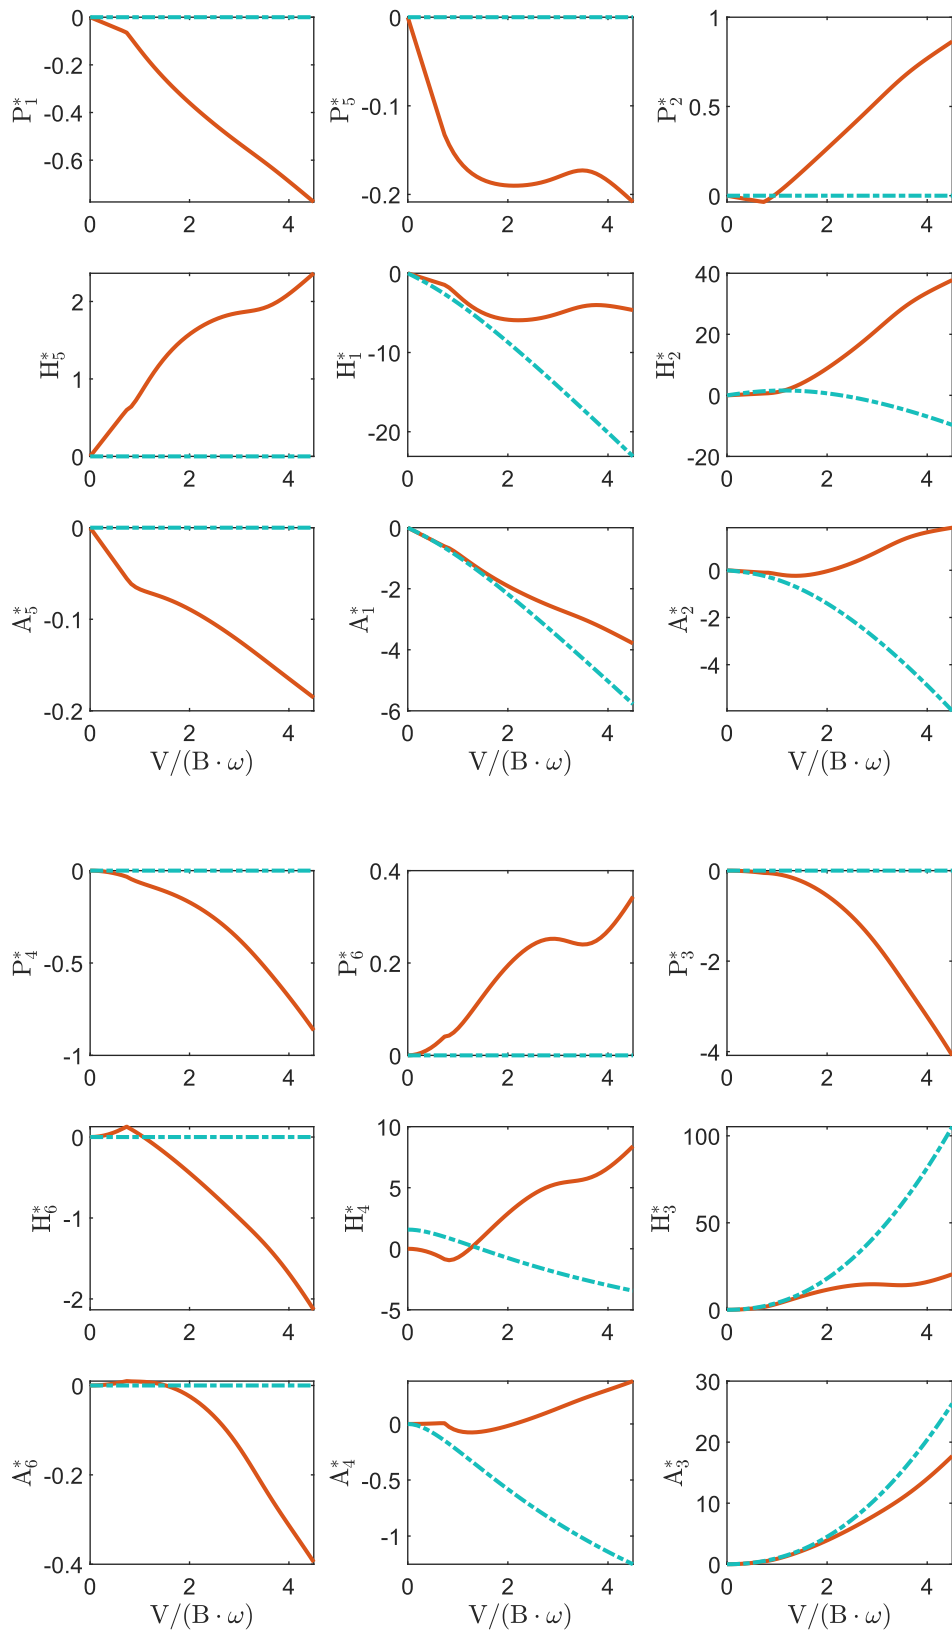 P*1 0 -0.2 -0.4 -0.6 0 2 4
P*5 0 -0.1 -0.2 0 2 4
P*2 1 0.5 0 0 2 4
H*5 2 1 0 0 2 4
H*1 0 -10 -20 0 2 4
H*2 40 20 0 -20 0 2 4
A*5 0 -0.1 -0.2 0 2 4
V/(B · ω)
A*1 0 -2 -4 -6 0 2 4
V/(B · ω)
A*2 0 -2 -4 0 2 4
V/(B · ω)
P*4 0 -0.5 -1 0 2 4
P*6 0.4 0.2 0 0 2 4
P*3 0 -2 -4 0 2 4
H*6 0 -1 -2 0 2 4
H*4 10 5 0 -5 0 2 4
H*3 100 50 0 0 2 4
A*6 0 -0.2 -0.4 0 2 4
V/(B · ω)
A*4 0 -0.5 -1 0 2 4
V/(B · ω)
A*3 30 20 10 0 0 2 4
V/(B · ω)